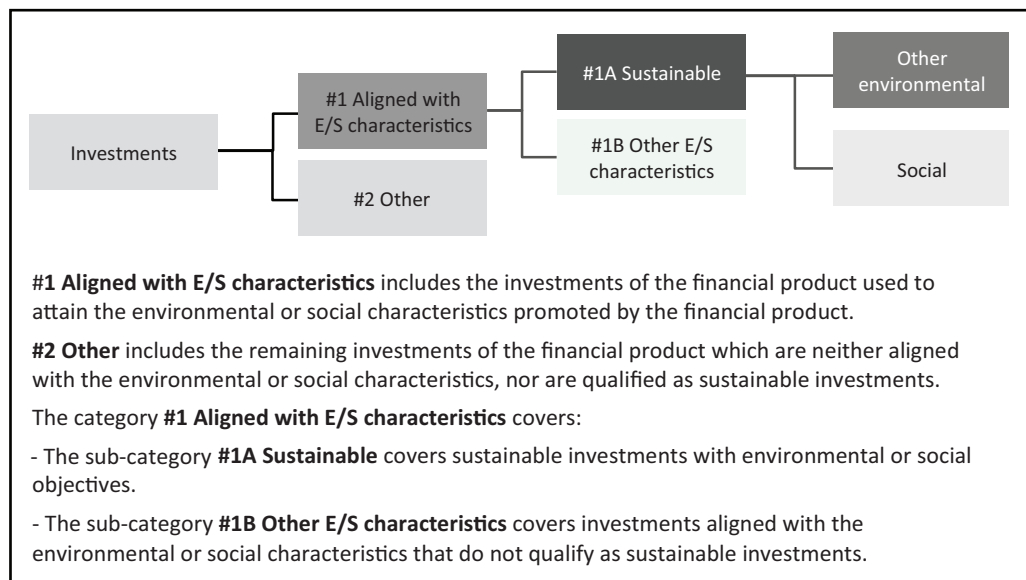 Investments
#1 Aligned with
E/S characteristics
#2 Other
#1A Sustainable
#1B Other E/S
characteristics
Other
environmental
Social
#1 Aligned with E/S characteristics includes the investments of the financial product used to
attain the environmental or social characteristics promoted by the financial product.
#2 Other includes the remaining investments of the financial product which are neither aligned
with the environmental or social characteristics, nor are qualified as sustainable investments.
The category #1 Aligned with E/S characteristics covers:
- The sub-category #1A Sustainable covers sustainable investments with environmental or social
objectives.
- The sub-category #1B Other E/S characteristics covers investments aligned with the
environmental or social characteristics that do not qualify as sustainable investments.